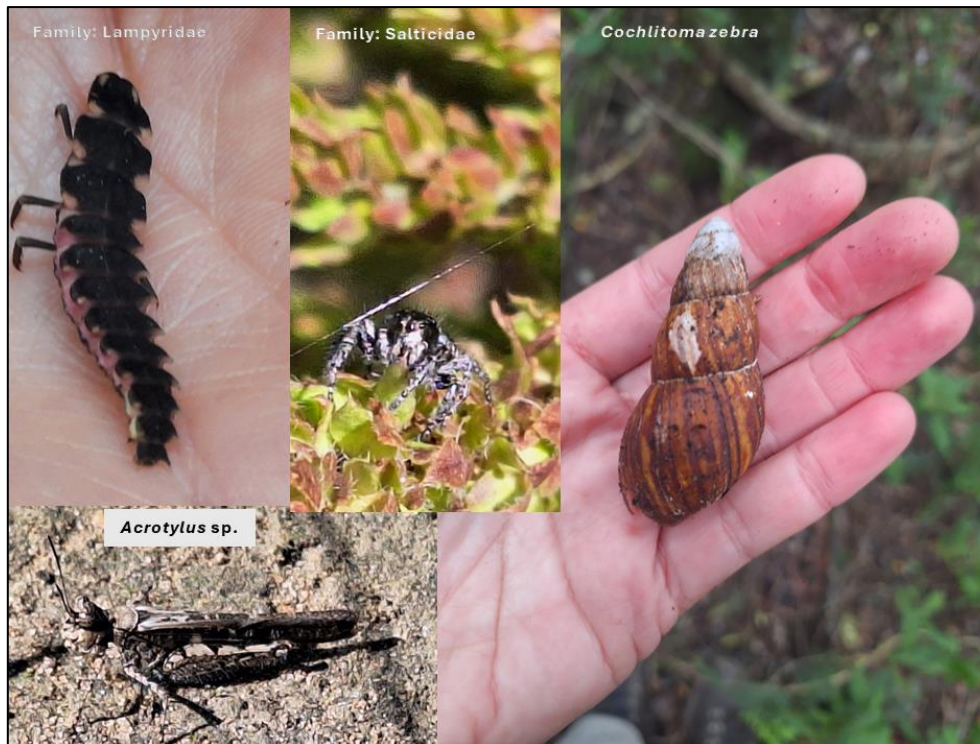 Family: Lampyridae
Family: Salticidae
Cochlitoma zebra
Acrotylus sp.